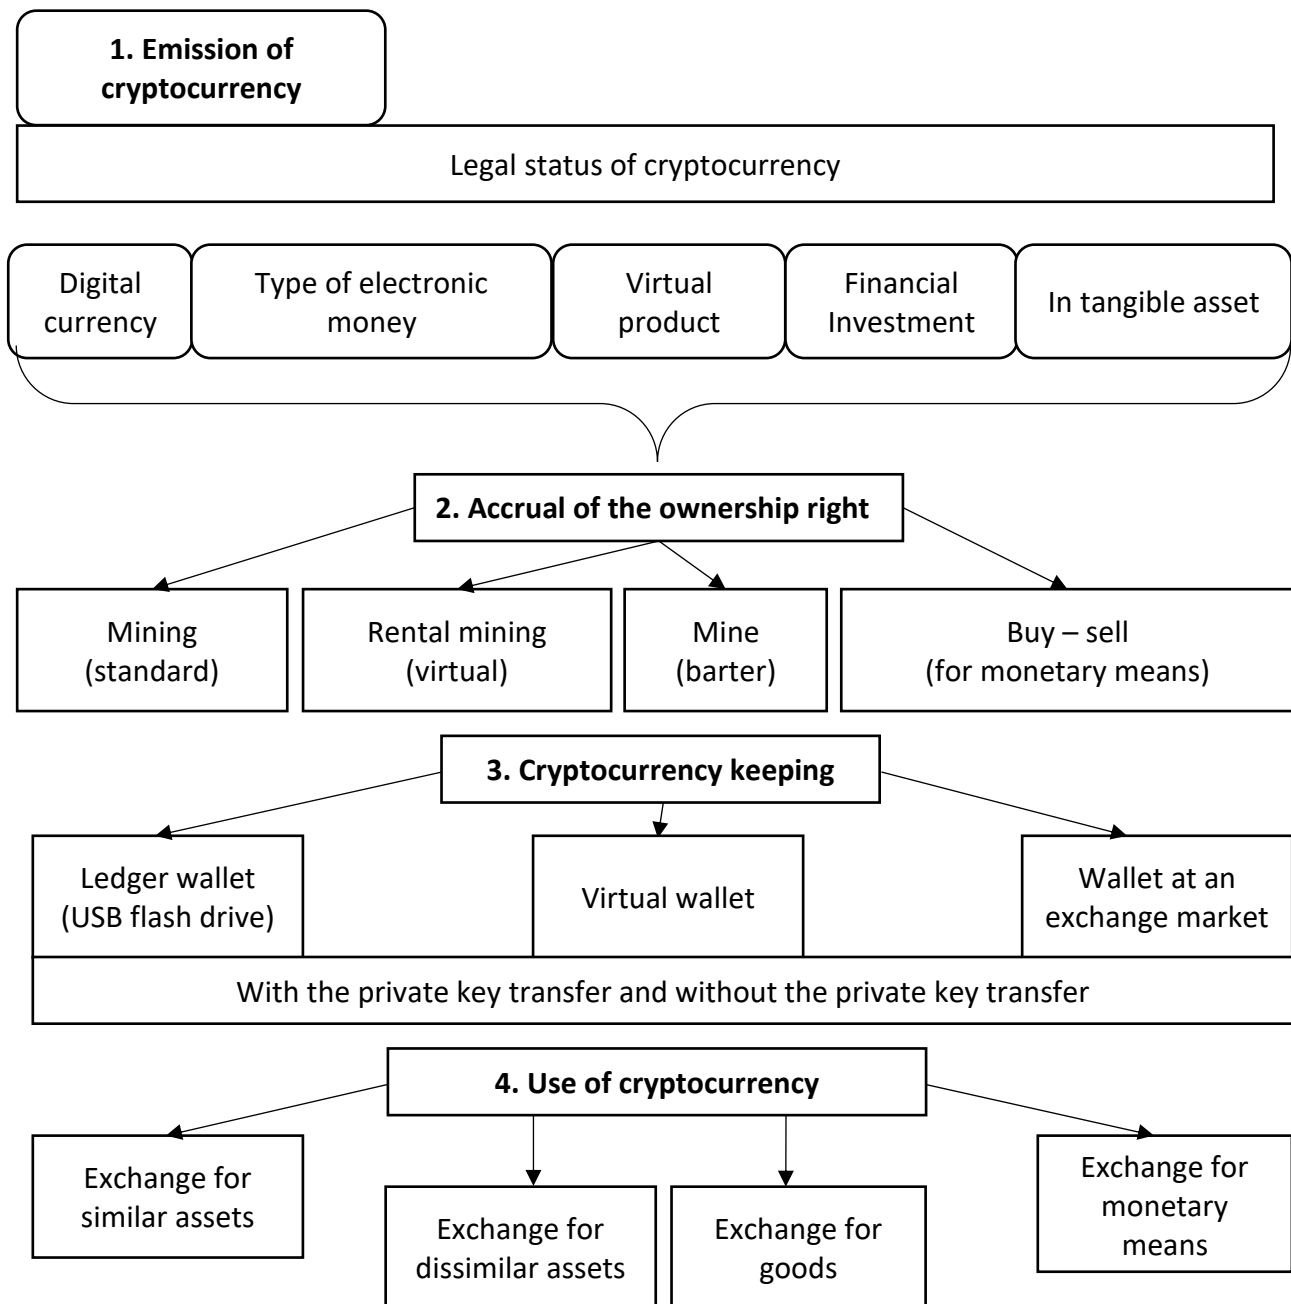 1. Emission of
cryptocurrency
Legal status of cryptocurrency
Digital
currency
Type of electronic
money
Virtual
product
Financial
Investment
In tangible asset
2. Accrual of the ownership right
Mining
(standard)
Rental mining
(virtual)
Mine
(barter)
Buy – sell
(for monetary means)
3. Cryptocurrency keeping
Ledger wallet
(USB flash drive)
Virtual wallet
Wallet at an
exchange market
With the private key transfer and without the private key transfer
4. Use of cryptocurrency
Exchange for
similar assets
Exchange for
dissimilar assets
Exchange for
goods
Exchange for
monetary
means